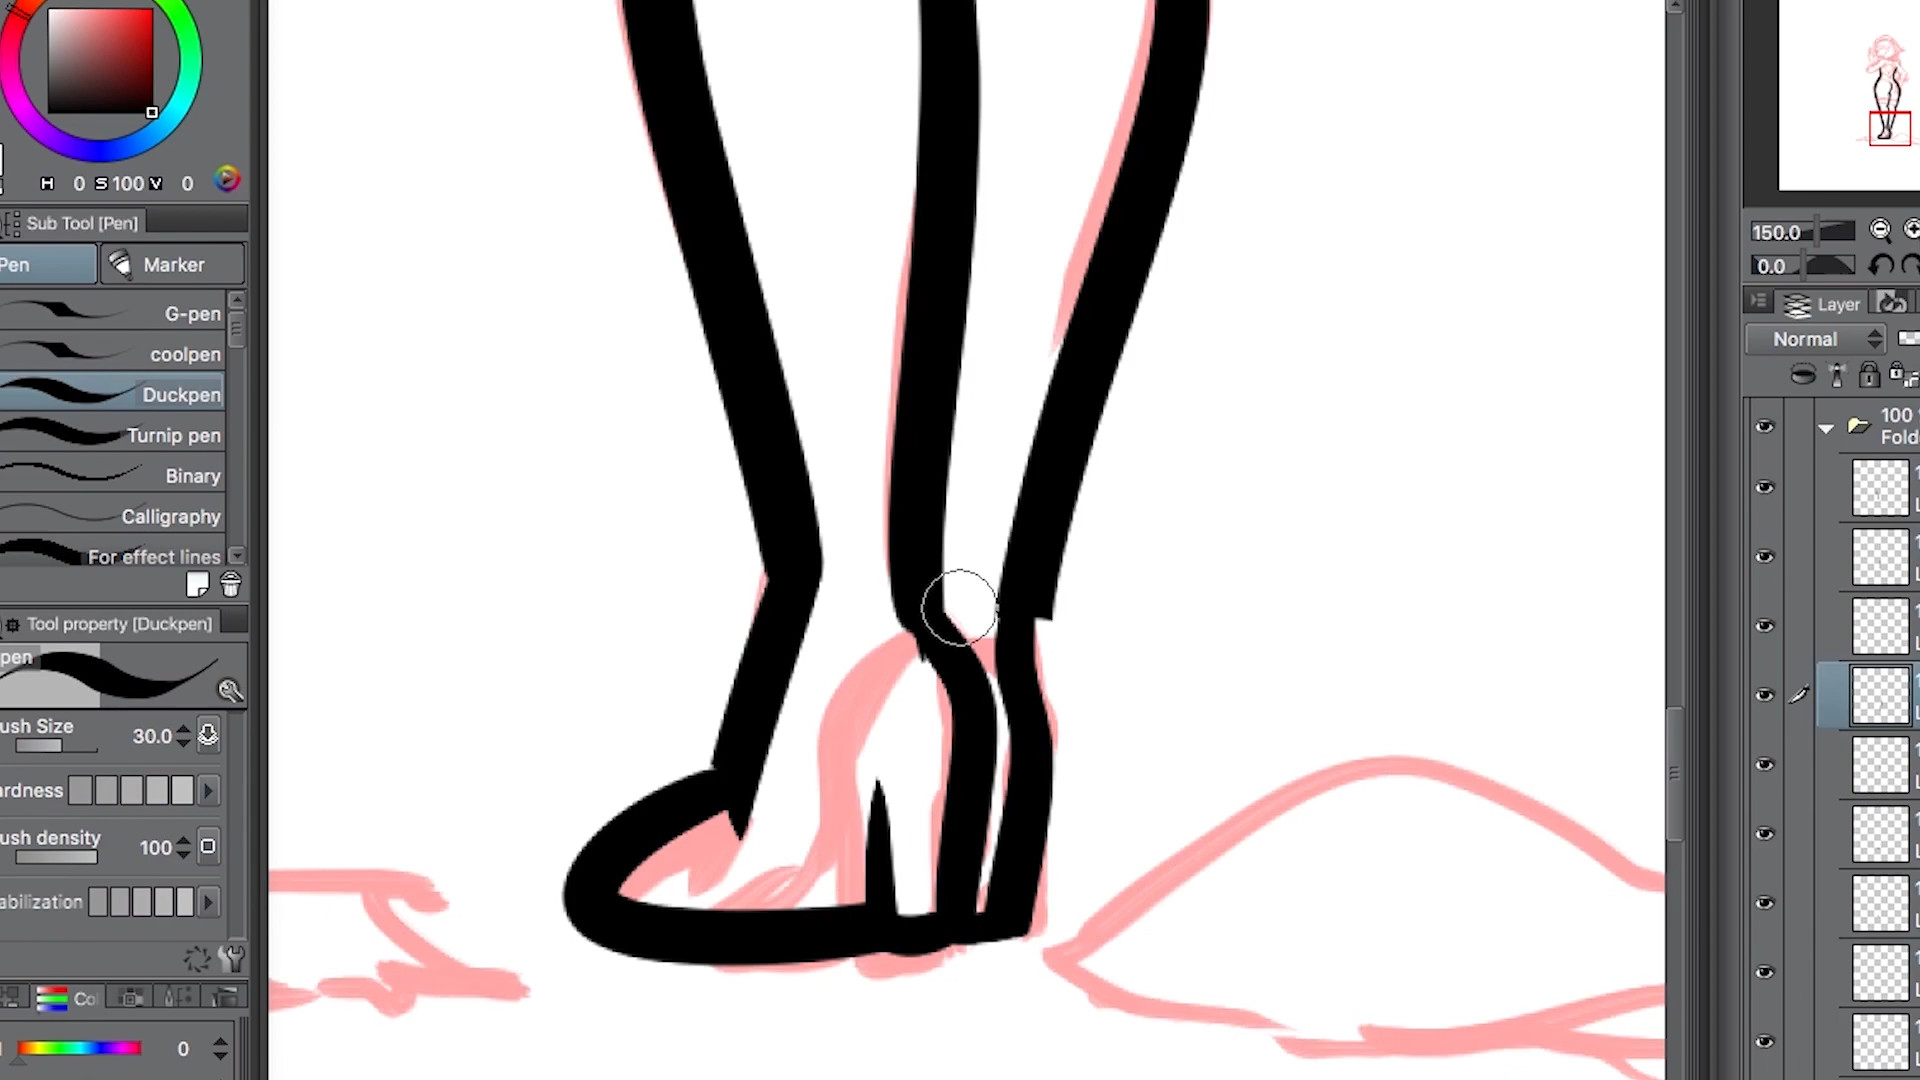 H 0 S 100 V 0
Sub Tool [Pen]
Pen
Marker
G-pen
coolpen
Duckpen
Turnip pen
Binary
Calligraphy
For effect lines
Tool property [Duckpen]
pen
ush Size 30.0
ardness
ush density 100
abilization
Co
0
150.0
0.0
Layer
Normal
100
Fold